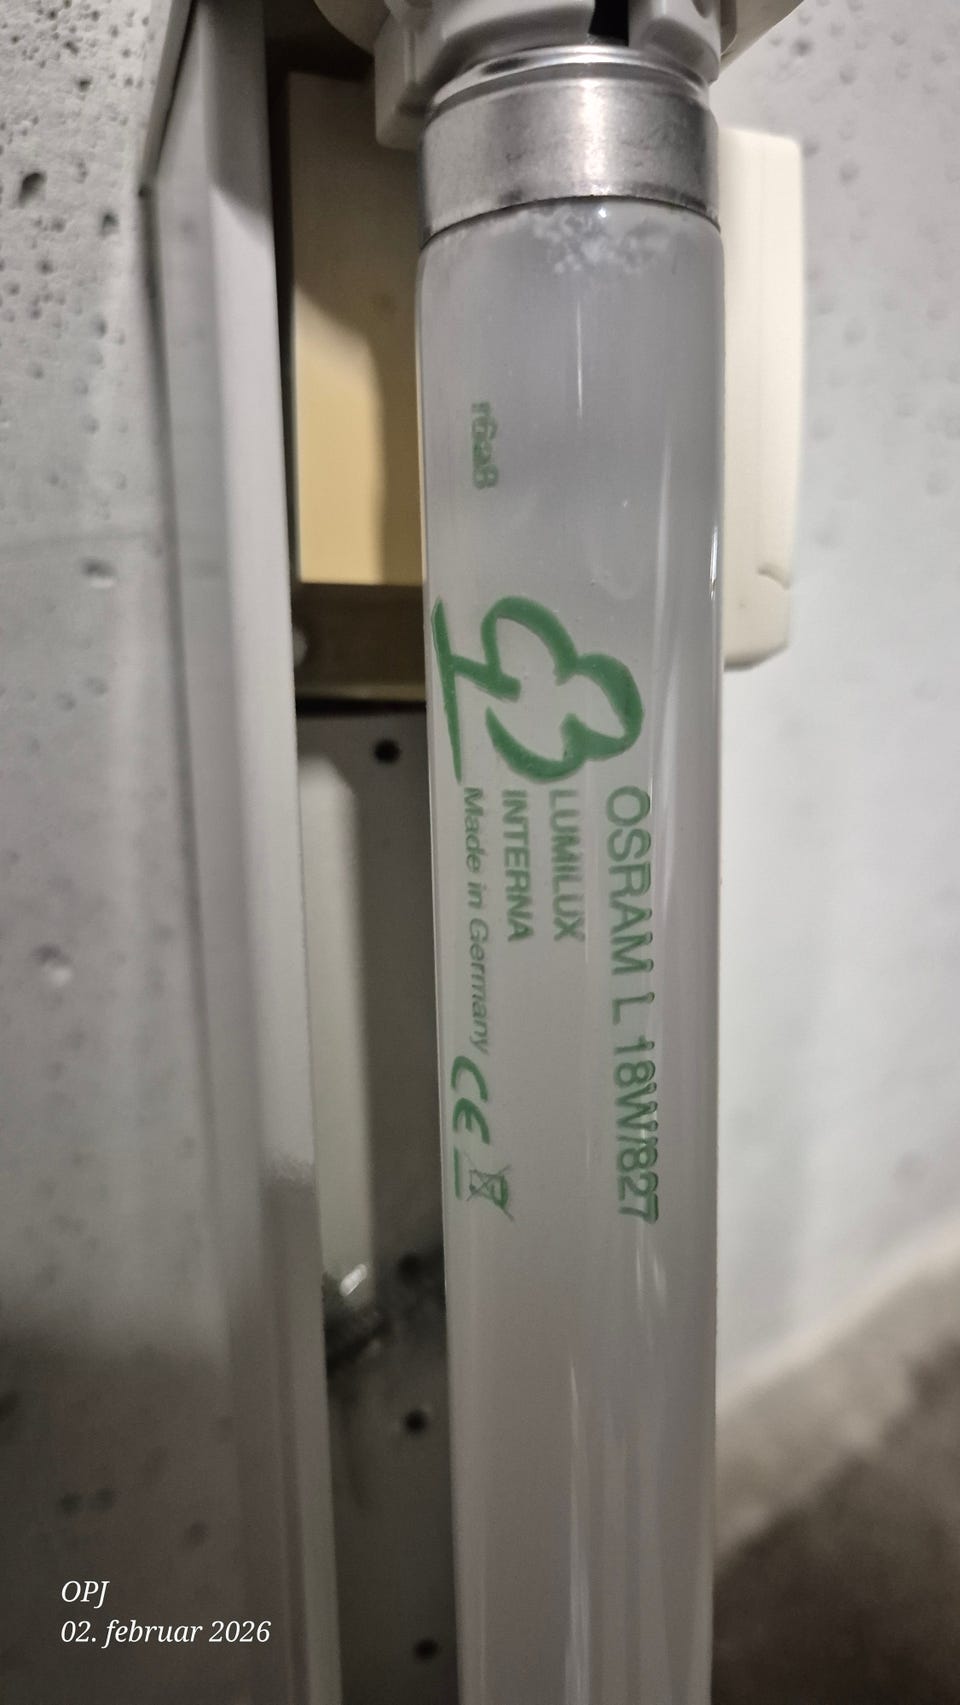 OSRAM L 18W/827
LUMILUX
INTERNA
Made in Germany CE
OPJ
02. februar 2026